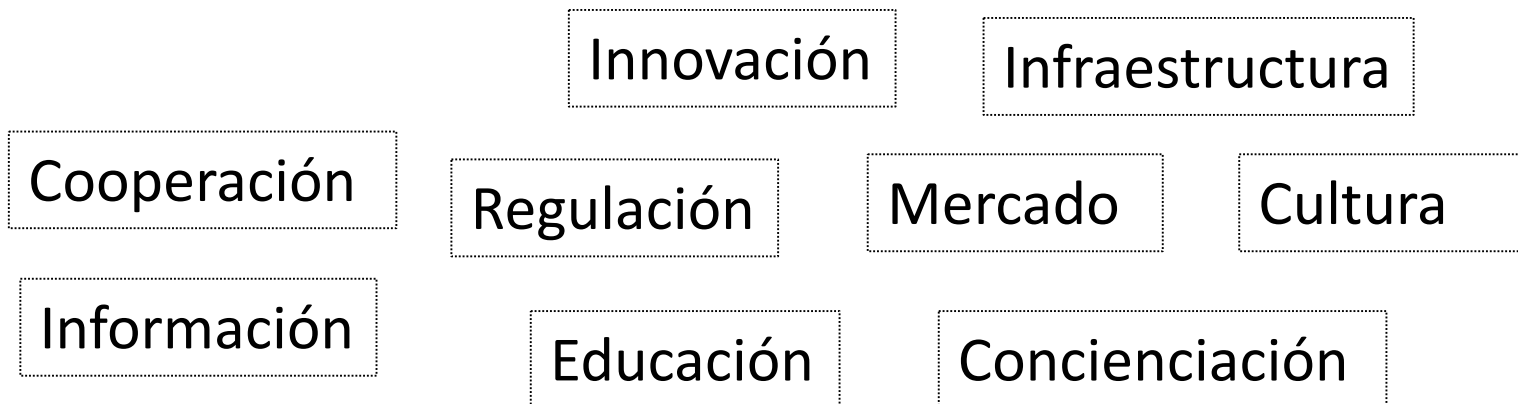 Innovación
Infraestructura
Cooperación
Regulación
Mercado
Cultura
Información
Educación
Concienciación